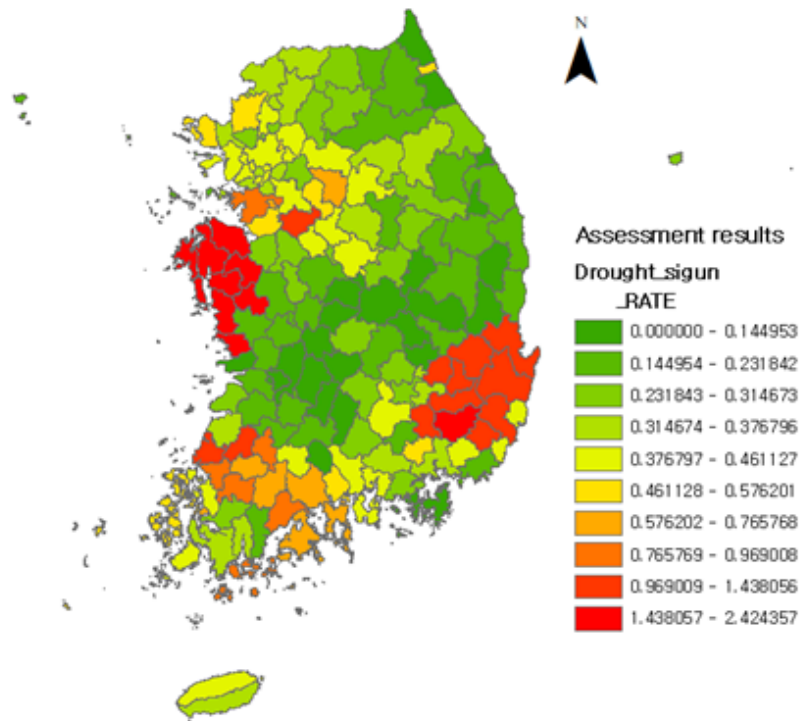 N
Assessment results
Drought_sigun
_RATE
0.000000 - 0.144953
0.144954 - 0.231842
0.231843 - 0.314673
0.314674 - 0.376796
0.376797 - 0.461127
0.461128 - 0.576201
0.576202 - 0.765768
0.765769 - 0.969008
0.969009 - 1.438056
1.438057 - 2.424357